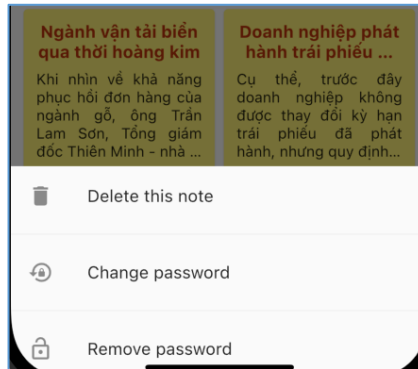 Ngành vận tải biển
qua thời hoàng kim
Khi nhìn về khả năng
phục hồi đơn hàng của
ngành gỗ, ông Trần
Lam Sơn, Tổng giám
đốc Thiên Minh - nhà ...
Doanh nghiệp phát
hành trái phiếu ...
Cụ thể, trước đây
doanh nghiệp không
được thay đổi kỳ hạn
trái phiếu đã phát
hành, nhưng quy định...
Delete this note
Change password
Remove password